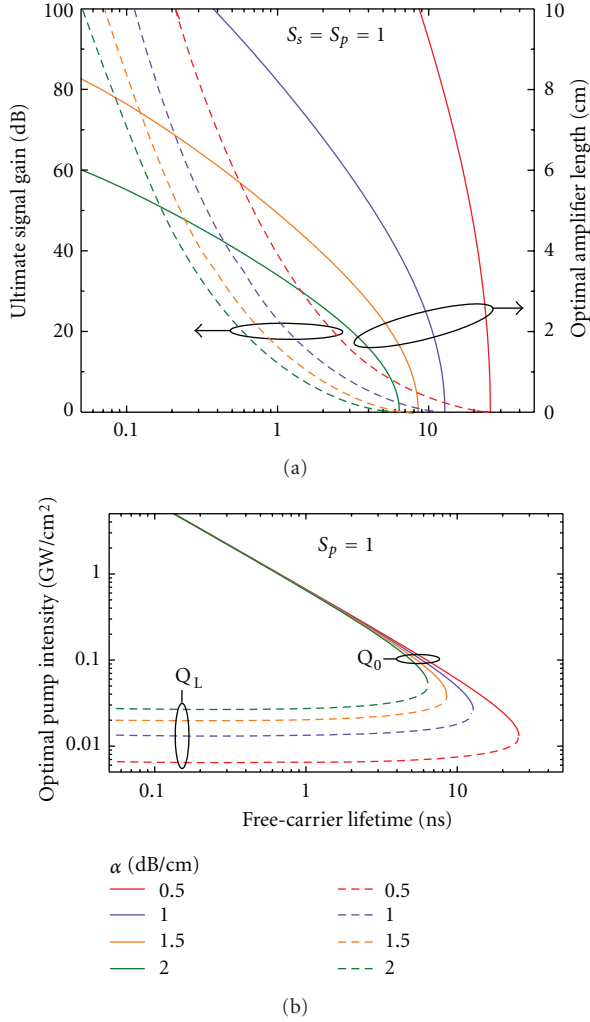 S_s = S_p = 1
Ultimate signal gain (dB)
100
80
60
40
20
0
Optimal amplifier length (cm)
10
8
6
4
2
0
0.1
1
10
(a)
S_p = 1
Optimal pump intensity (GW/cm²)
1
0.1
0.01
Q_0
Q_L
0.1
1
10
Free-carrier lifetime (ns)
α (dB/cm)
0.5 0.5
1 1
1.5 1.5
2 2
(b)